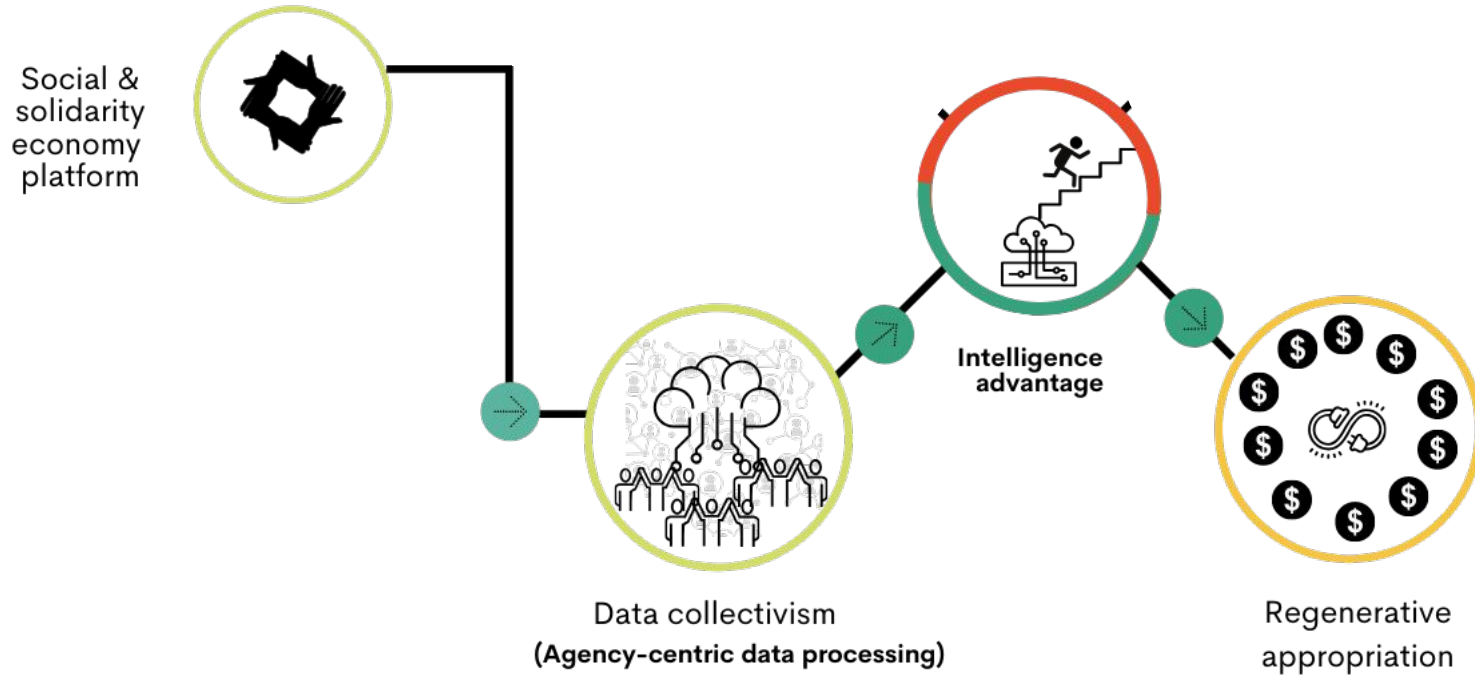 Social &
solidarity
economy
platform
Intelligence
advantage
$ $ $ $ $ $ $ $ $ $
Data collectivism
(Agency-centric data processing)
Regenerative
appropriation